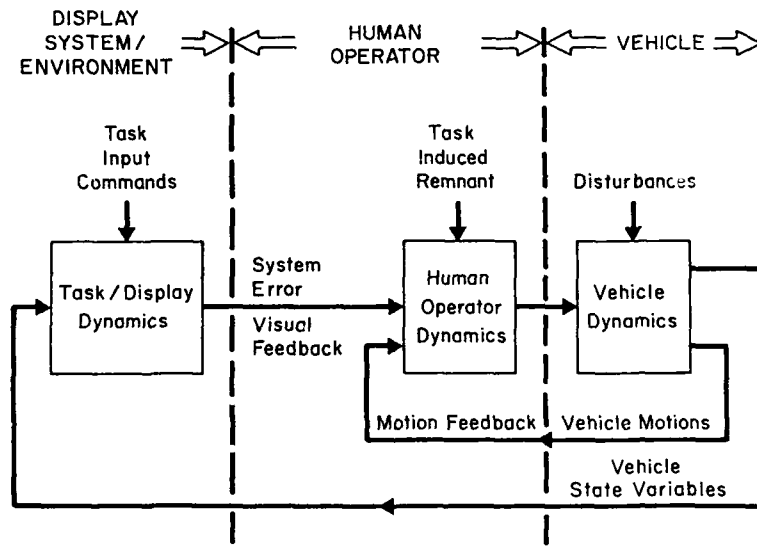 DISPLAY
SYSTEM/
ENVIRONMENT
HUMAN
OPERATOR
VEHICLE
Task
Input
Commands
Task
Induced
Remnant
Disturbances
Task/Display
Dynamics
System
Error
Visual
Feedback
Human
Operator
Dynamics
Vehicle
Dynamics
Motion Feedback
Vehicle Motions
Vehicle
State Variables